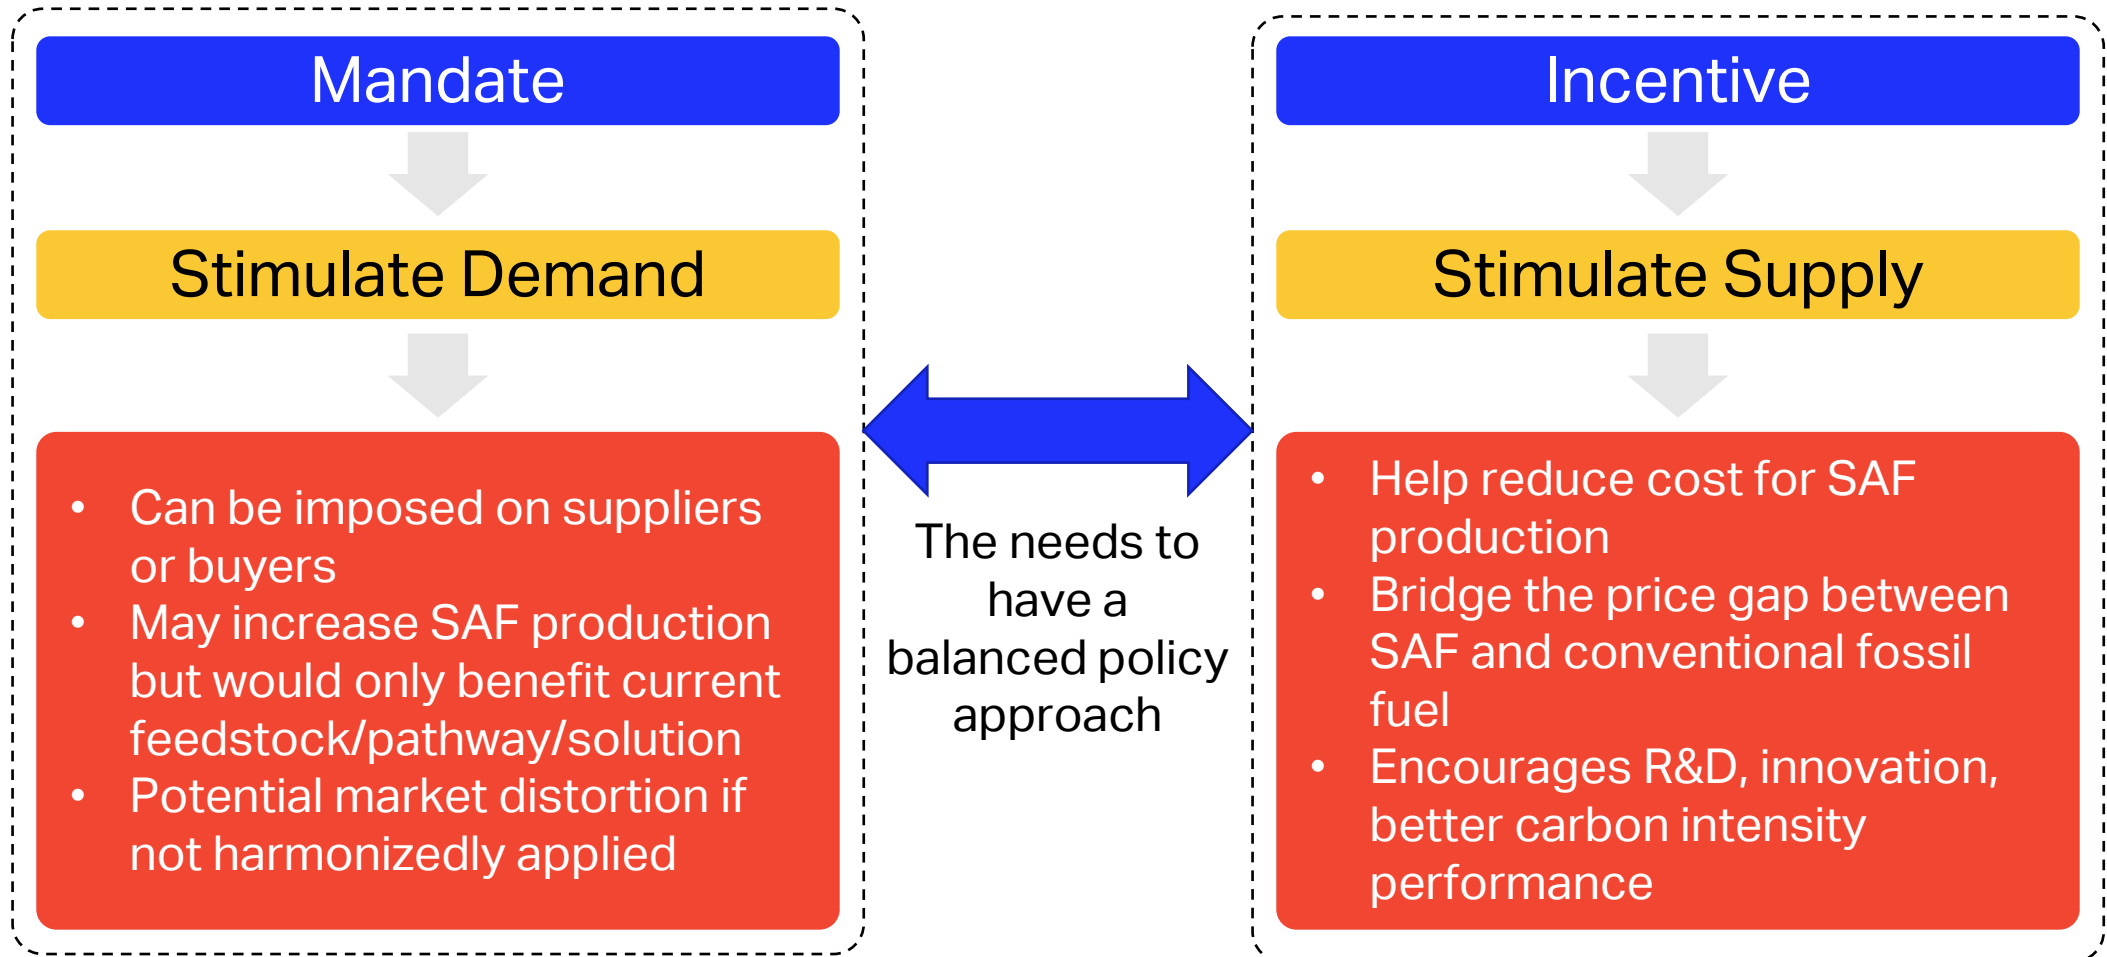 Mandate
Stimulate Demand
• Can be imposed on suppliers
or buyers
• May increase SAF production
but would only benefit current
feedstock/pathway/solution
• Potential market distortion if
not harmonizedly applied
The needs to
have a
balanced policy
approach
Incentive
Stimulate Supply
• Help reduce cost for SAF
production
• Bridge the price gap between
SAF and conventional fossil
fuel
• Encourages R&D, innovation,
better carbon intensity
performance